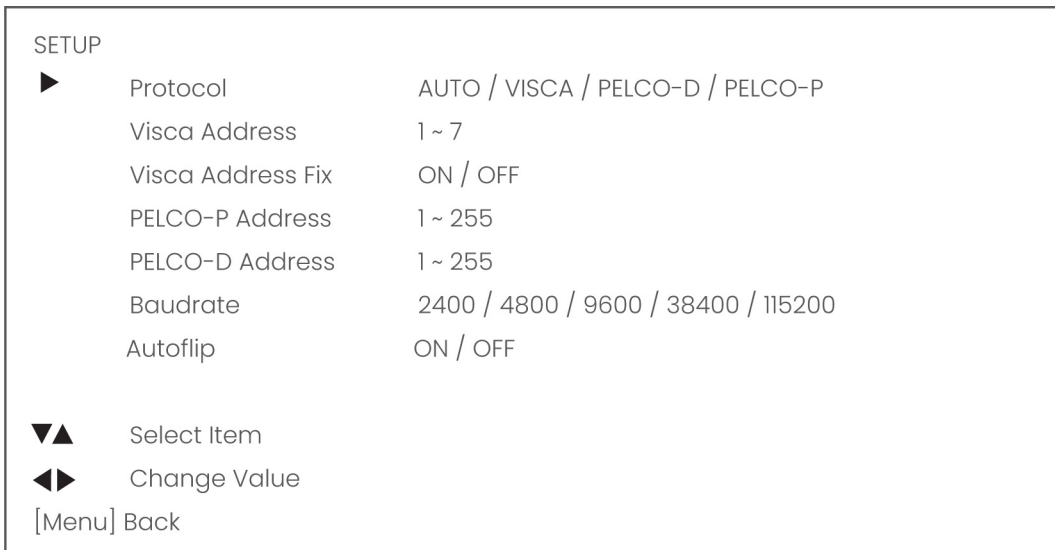 SETUP
▶ Protocol AUTO / VISCA / PELCO-D / PELCO-P
Visca Address 1 ~ 7
Visca Address Fix ON / OFF
PELCO-P Address 1 ~ 255
PELCO-D Address 1 ~ 255
Baudrate 2400 / 4800 / 9600 / 38400 / 115200
Autoflip ON / OFF
▼▲ Select Item
◀▶ Change Value
[Menu] Back